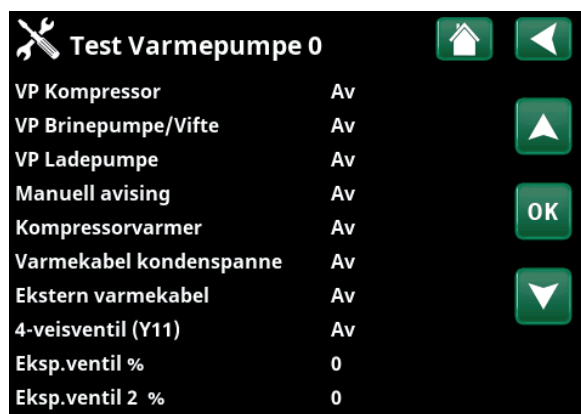 Test Varmepumpe 0
VP Kompressor Av
VP Brinepumpe/Vifte Av
VP Ladepumpe Av
Manuell avising Av
OK
Kompressorvarmer Av
Varmekabel kondenspanne Av
Ekstern varmekabel Av
4-veisventil (Y11) Av
Eksp.ventil % 0
Eksp.ventil 2 % 0